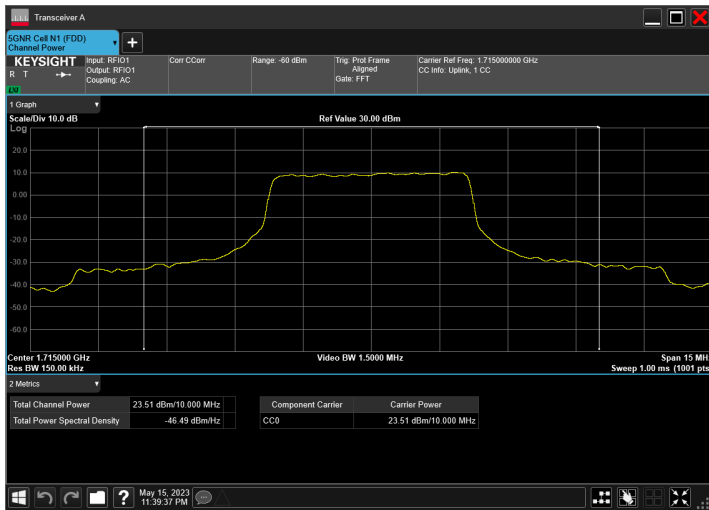 Transceiver A
5GNR Cell N1 (FDD)
Channel Power
KEYSIGHT
R T
LXI
Input: RFIO1
Output: RFIO1
Coupling: AC
Corr CCorr
Range: -60 dBm
Trig: Prot Frame
Aligned
Gate: FFT
Carrier Ref Freq: 1.715000000 GHz
CC Info: Uplink, 1 CC
1 Graph
Scale/Div 10.0 dB
Ref Value 30.00 dBm
Log
20.0
10.0
0.00
-10.0
-20.0
-30.0
-40.0
-50.0
-60.0
Center 1.715000 GHz
Video BW 1.5000 MHz
Span 15 MHz
Res BW 150.00 kHz
Sweep 1.00 ms (1001 pts
2 Metrics
Total Channel Power 23.51 dBm/10.000 MHz
Total Power Spectral Density -46.49 dBm/Hz
Component Carrier Carrier Power
CC0 23.51 dBm/10.000 MHz
?
May 15, 2023
11:39:37 PM